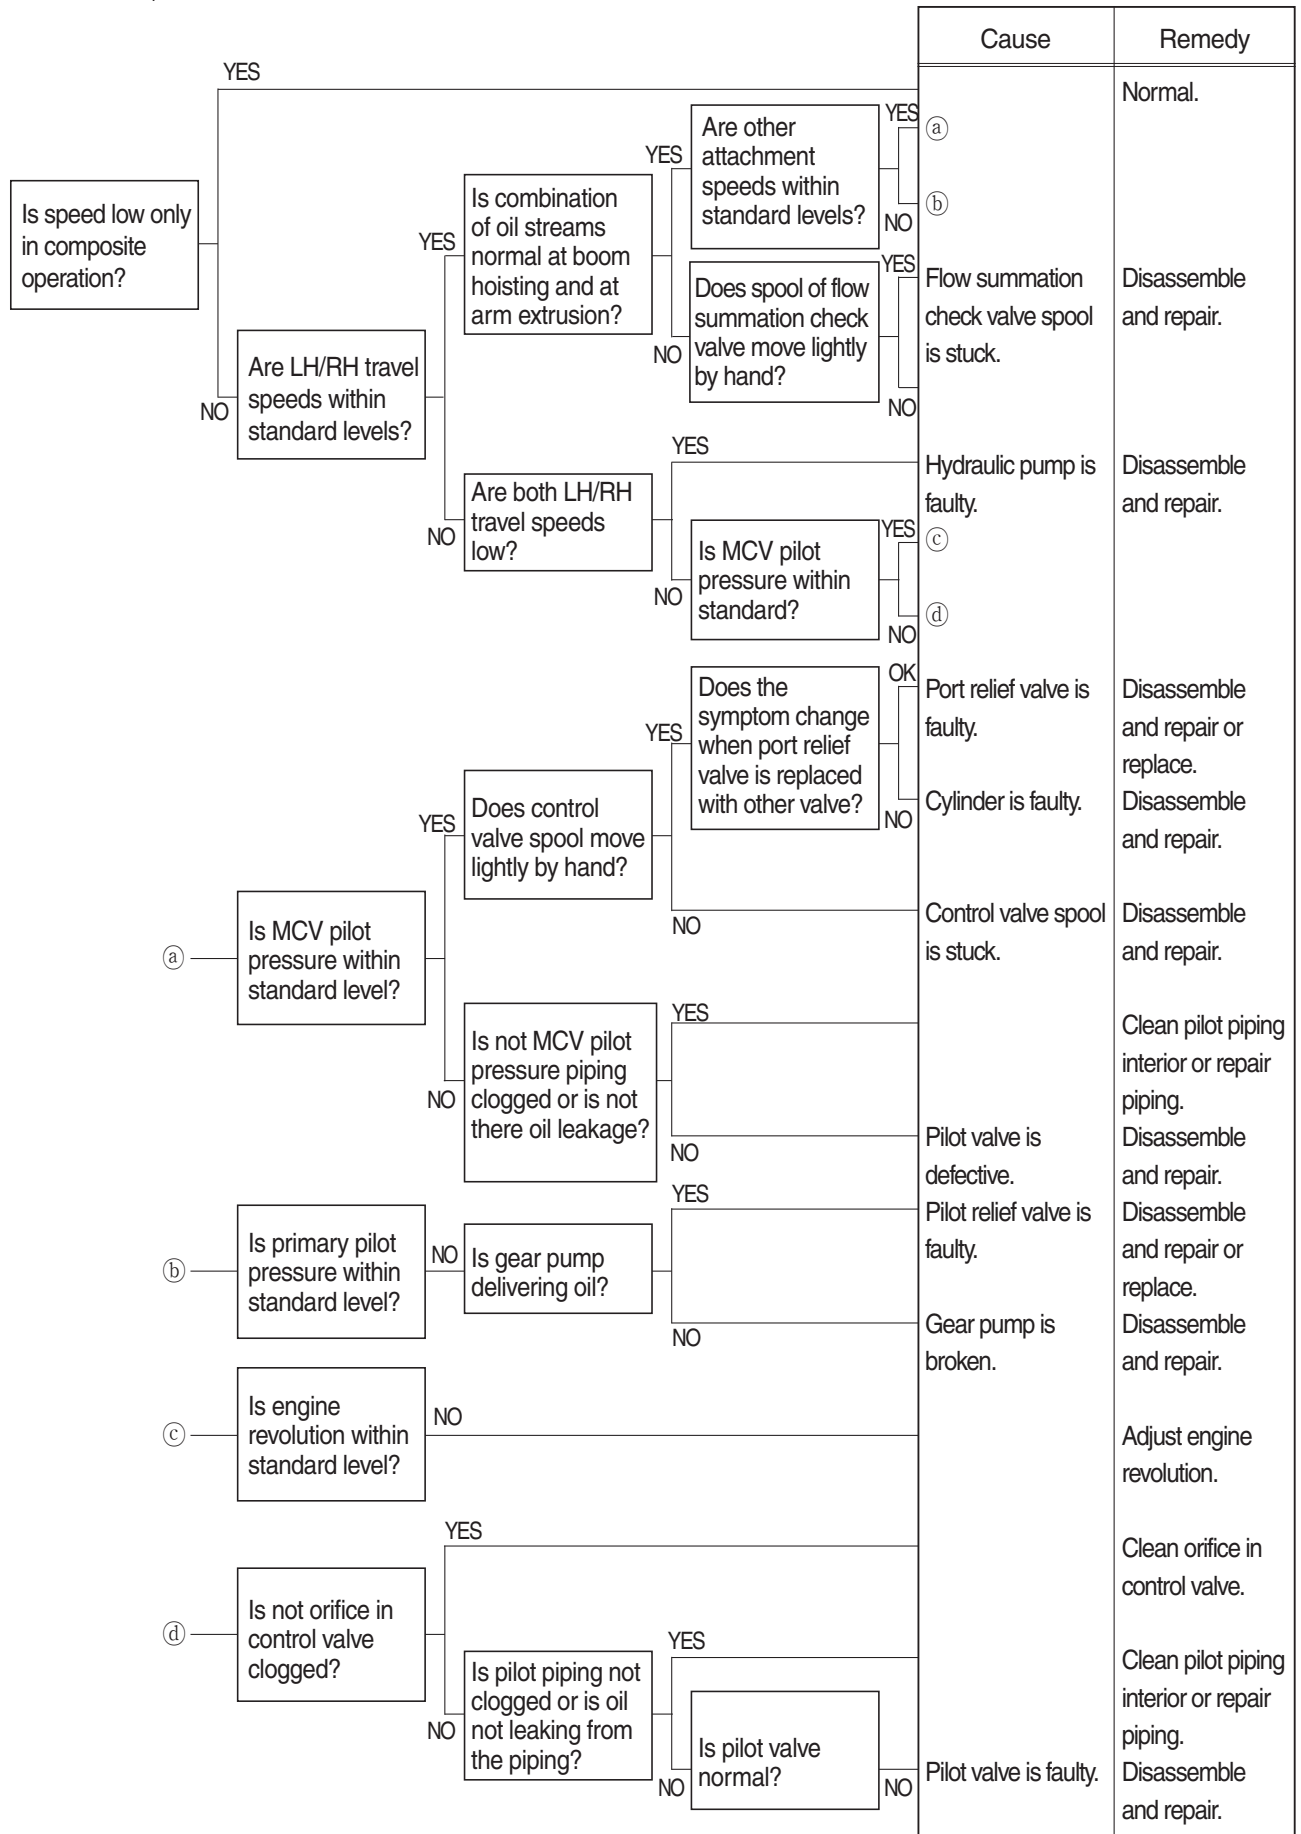 Cause
Remedy
YES
Normal.
Is speed low only
in composite
operation?
NO
Are LH/RH travel
speeds within
standard levels?
YES
Is combination
of oil streams
normal at boom
hoisting and at
arm extrusion?
YES
Are other
attachment
speeds within
standard levels?
YES
ⓐ
ⓑ
NO
NO
Does spool of flow
summation check
valve move lightly
by hand?
YES
NO
Flow summation
check valve spool
is stuck.
Disassemble
and repair.
NO
Are both LH/RH
travel speeds
low?
YES
Hydraulic pump is
faulty.
Disassemble
and repair.
NO
Is MCV pilot
pressure within
standard?
YES
ⓒ
ⓓ
NO
ⓐ
Is MCV pilot
pressure within
standard level?
YES
Does control
valve spool move
lightly by hand?
YES
Does the
symptom change
when port relief
valve is replaced
with other valve?
OK
Port relief valve is
faulty.
Disassemble
and repair or
replace.
NO
Cylinder is faulty.
Disassemble
and repair.
NO
Control valve spool
is stuck.
Disassemble
and repair.
NO
Is not MCV pilot
pressure piping
clogged or is not
there oil leakage?
YES
Clean pilot piping
interior or repair
piping.
NO
Pilot valve is
defective.
Disassemble
and repair.
ⓑ
Is primary pilot
pressure within
standard level?
NO
Is gear pump
delivering oil?
YES
Pilot relief valve is
faulty.
Disassemble
and repair or
replace.
NO
Gear pump is
broken.
Disassemble
and repair.
ⓒ
Is engine
revolution within
standard level?
NO
Adjust engine
revolution.
ⓓ
Is not orifice in
control valve
clogged?
YES
Clean orifice in
control valve.
NO
Is pilot piping not
clogged or is oil
not leaking from
the piping?
YES
Clean pilot piping
interior or repair
piping.
NO
Is pilot valve
normal?
NO
Pilot valve is faulty.
Disassemble
and repair.